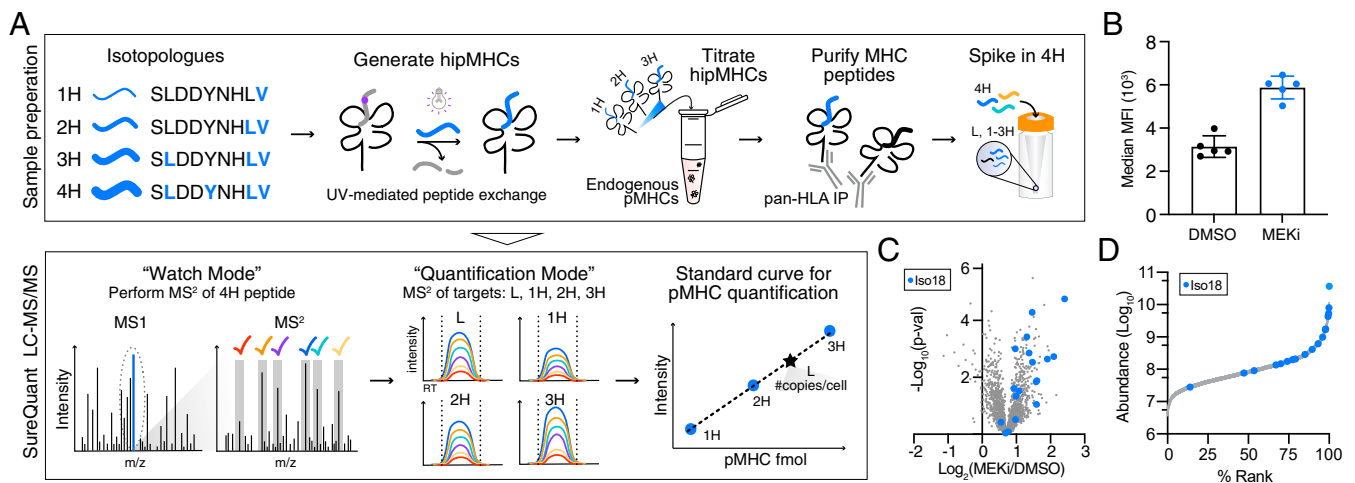 A
Sample preperation
Isotopologues
1H SLDDYNHLV
2H SLDDYNHLV
3H SLDDYNHLV
4H SLDDYNHLV
Generate hipMHCs
UV-mediated peptide exchange
Titrate
hipMHCs
1H
2H
3H
Endogenous
pMHCs
Purify MHC
peptides
pan-HLA IP
Spike in 4H
4H
L, 1-3H
SureQuant LC-MS/MS
“Watch Mode”
Perform MS² of 4H peptide
MS1
MS²
Intensity
m/z
m/z
“Quantification Mode”
MS² of targets: L, 1H, 2H, 3H
L
1H
intensity
RT
2H
3H
Standard curve for
pMHC quantification
Intensity
3H
L
#copies/cell
2H
1H
pMHC fmol
B
Median MFI (10³)
8
6
4
2
0
DMSO
MEKi
C
Iso18
-Log₁₀(p-val)
6
4
2
-2
-1
0
1
2
3
Log₂(MEKi/DMSO)
D
Iso18
Abundance (Log₁₀)
11
10
9
8
7
6
0
25
50
75
100
% Rank